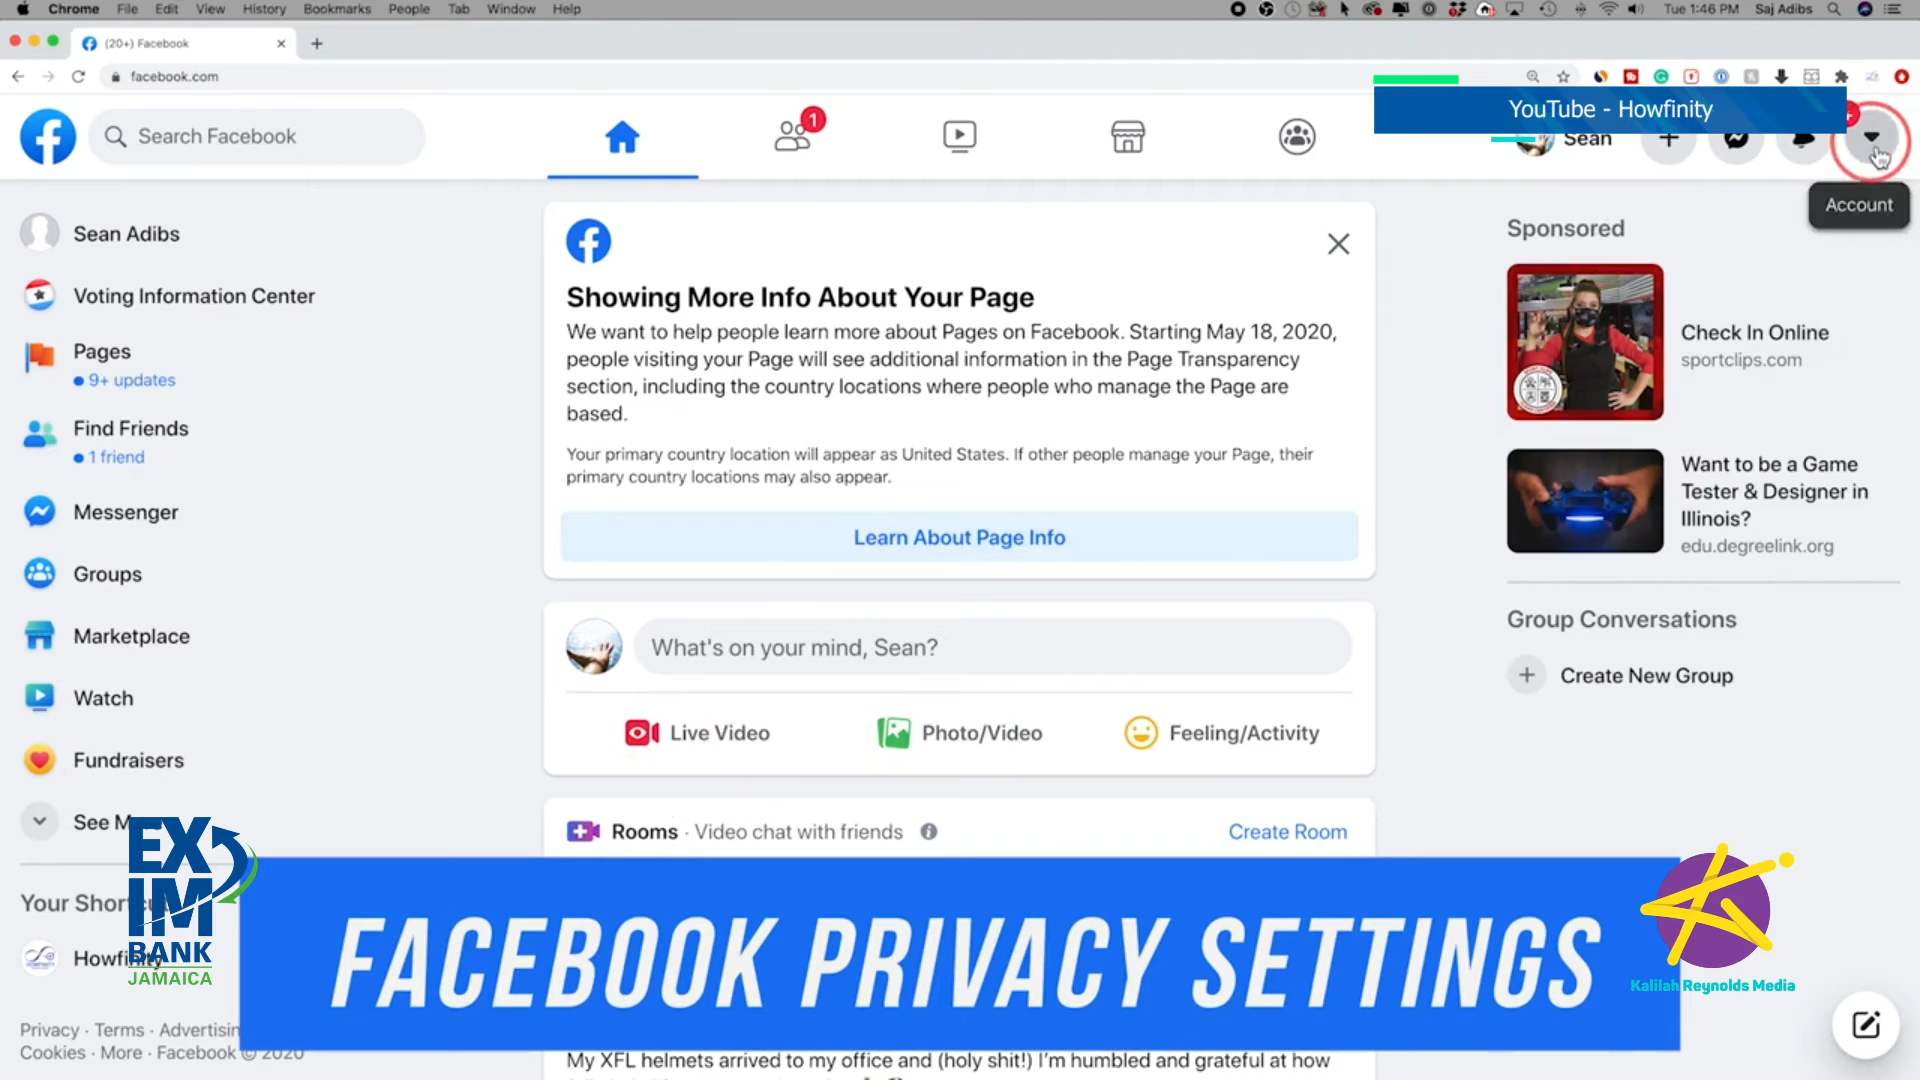 Chrome File Edit View History Bookmarks People Tab Window Help
Tue 1:46 PM Saj Adibs
(20+) Facebook
facebook.com
YouTube - Howfinity
Search Facebook
1
Sean
Account
Sean Adibs
Voting Information Center
Pages
9+ updates
Find Friends
1 friend
Messenger
Groups
Marketplace
Watch
Fundraisers
See M
Your Shortcu
Howfinity
Privacy · Terms · Advertisin
Cookies · More · Facebook © 2020
Showing More Info About Your Page
We want to help people learn more about Pages on Facebook. Starting May 18, 2020,
people visiting your Page will see additional information in the Page Transparency
section, including the country locations where people who manage the Page are
based.
Your primary country location will appear as United States. If other people manage your Page, their
primary country locations may also appear.
Learn About Page Info
What's on your mind, Sean?
Live Video
Photo/Video
Feeling/Activity
Rooms · Video chat with friends
Create Room
My XFL helmets arrived to my office and (holy shit!) I'm humbled and grateful at how
Sponsored
Check In Online
sportclips.com
Want to be a Game
Tester & Designer in
Illinois?
edu.degreelink.org
Group Conversations
Create New Group
EX
IM
BANK
JAMAICA
FACEBOOK PRIVACY SETTINGS
Kalilah Reynolds Media